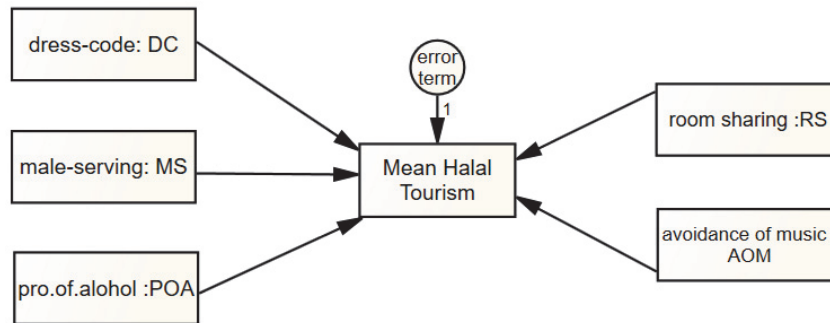 dress-code: DC
male-serving: MS
pro.of.alohol :POA
error
term
1
Mean Halal
Tourism
room sharing :RS
avoidance of music
AOM